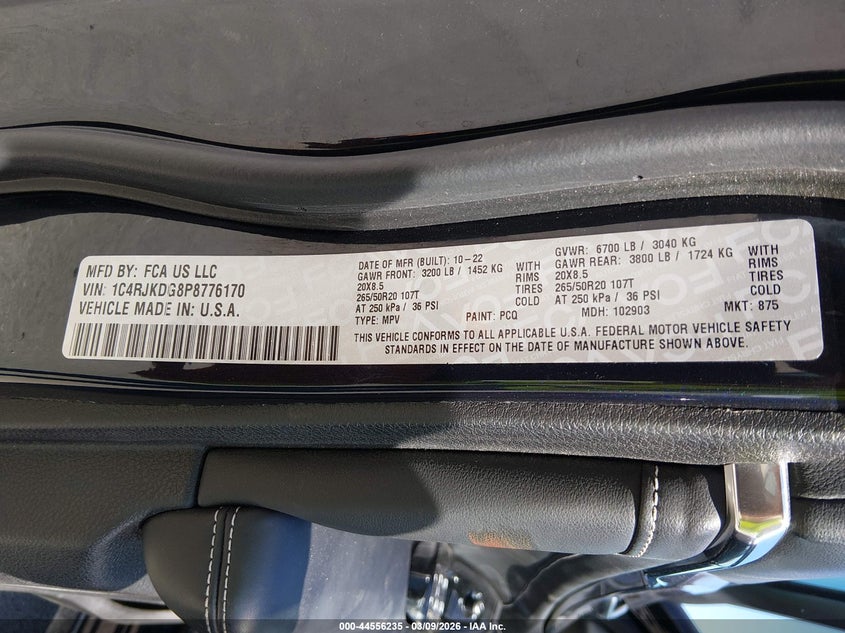 MFD BY: FCA US LLC
VIN: 1C4RJKDG8P8776170
VEHICLE MADE IN: U.S.A.
DATE OF MFR (BUILT): 10-22
GAWR FRONT: 3200 LB / 1452 KG WITH
20X8.5 RIMS
265/50R20 107T TIRES
AT 250 kPa / 36 PSI
TYPE: MPV PAINT: PCQ
GVWR: 6700 LB / 3040 KG
GAWR REAR: 3800 LB / 1724 KG WITH
20X8.5 RIMS
265/50R20 107T TIRES
AT 250 kPa / 36 PSI
MDH: 102903 MKT: 875
THIS VEHICLE CONFORMS TO ALL APPLICABLE U.S.A. FEDERAL MOTOR VEHICLE SAFETY
STANDARDS IN EFFECT ON THE DATE OF MANUFACTURE SHOWN ABOVE.
000-44556235 - 03/09/2026 - IAA, Inc.